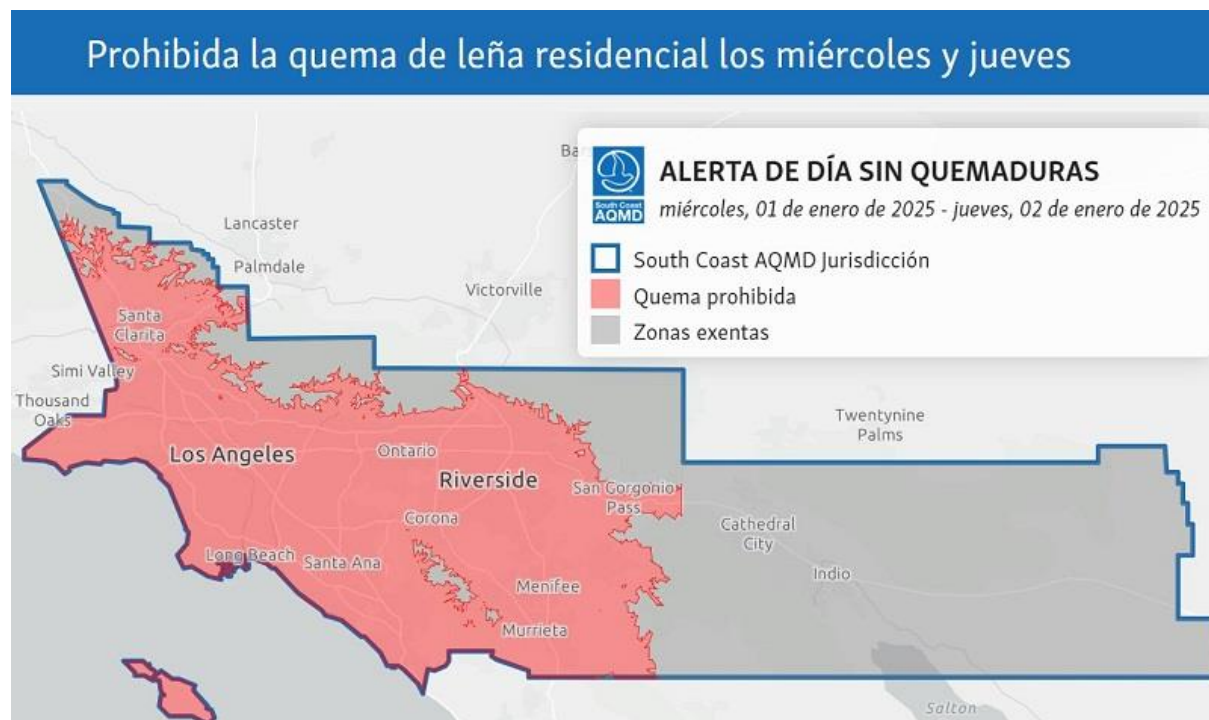 Prohibida la quema de leña residencial los miércoles y jueves
ALERTA DE DÍA SIN QUEMADURAS
South Coast
AQMD
miércoles, 01 de enero de 2025 - jueves, 02 de enero de 2025
South Coast AQMD Jurisdicción
Quema prohibida
Zonas exentas
Lancaster
Palmdale
Victorville
Santa
Clarita
Simi Valley
Thousand
Oaks
Twentynine
Palms
Los Angeles
Ontario
Riverside
San Gorgonio
Pass
Corona
Cathedral
City
Long Beach
Santa Ana
Indio
Menifee
Murrieta
Salton